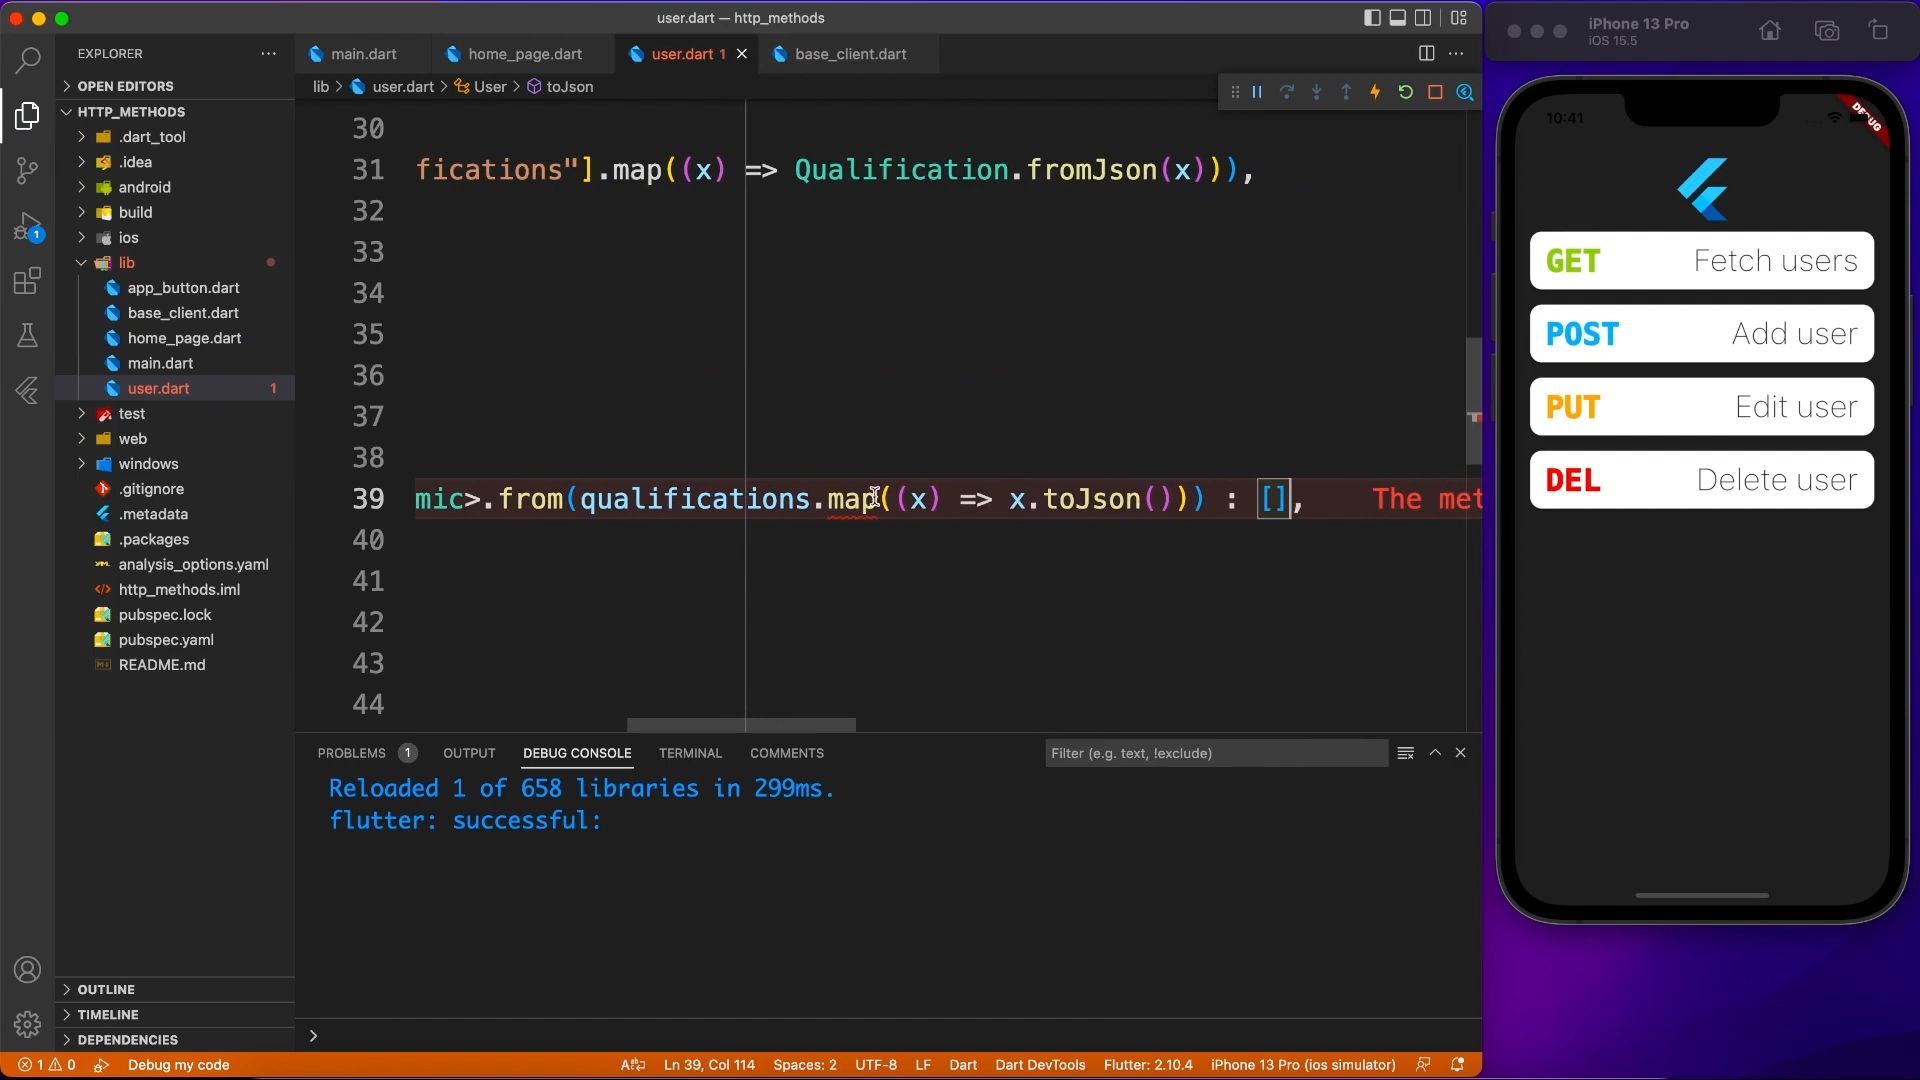 user.dart — http_methods
iPhone 13 Pro
iOS 15.5
EXPLORER
main.dart
home_page.dart
user.dart 1
base_client.dart
OPEN EDITORS
lib > user.dart > User > toJson
HTTP_METHODS
.dart_tool
.idea
android
build
ios
lib
app_button.dart
base_client.dart
home_page.dart
main.dart
user.dart 1
test
web
windows
.gitignore
.metadata
.packages
analysis_options.yaml
http_methods.iml
pubspec.lock
pubspec.yaml
README.md
OUTLINE
TIMELINE
DEPENDENCIES
1
30
31 fications"].map((x) => Qualification.fromJson(x))),
32
33
34
35
36
37
38
39 mic>.from(qualifications.map((x) => x.toJson())) : [], The met
40
41
42
43
44
PROBLEMS 1 OUTPUT DEBUG CONSOLE TERMINAL COMMENTS
Filter (e.g. text, !exclude)
Reloaded 1 of 658 libraries in 299ms.
flutter: successful:
>
1 0 Debug my code
Ln 39, Col 114 Spaces: 2 UTF-8 LF Dart Dart DevTools Flutter: 2.10.4 iPhone 13 Pro (ios simulator)
10:41
DEBUG
GET Fetch users
POST Add user
PUT Edit user
DEL Delete user